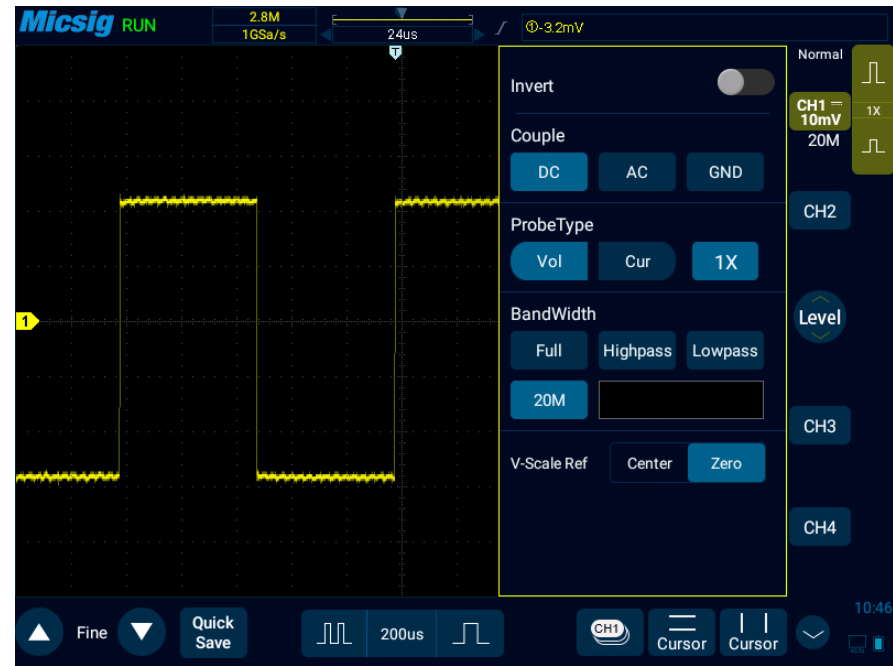 Micsig RUN
2.8M
1GSa/s
24us
①-3.2mV
T
1
Invert
Couple
DC AC GND
ProbeType
Vol Cur 1X
BandWidth
Full Highpass Lowpass
20M
V-Scale Ref Center Zero
Normal
CH1
10mV
1X
20M
CH2
Level
CH3
CH4
Fine
Quick
Save
200us
CH1
Cursor
Cursor
10:46